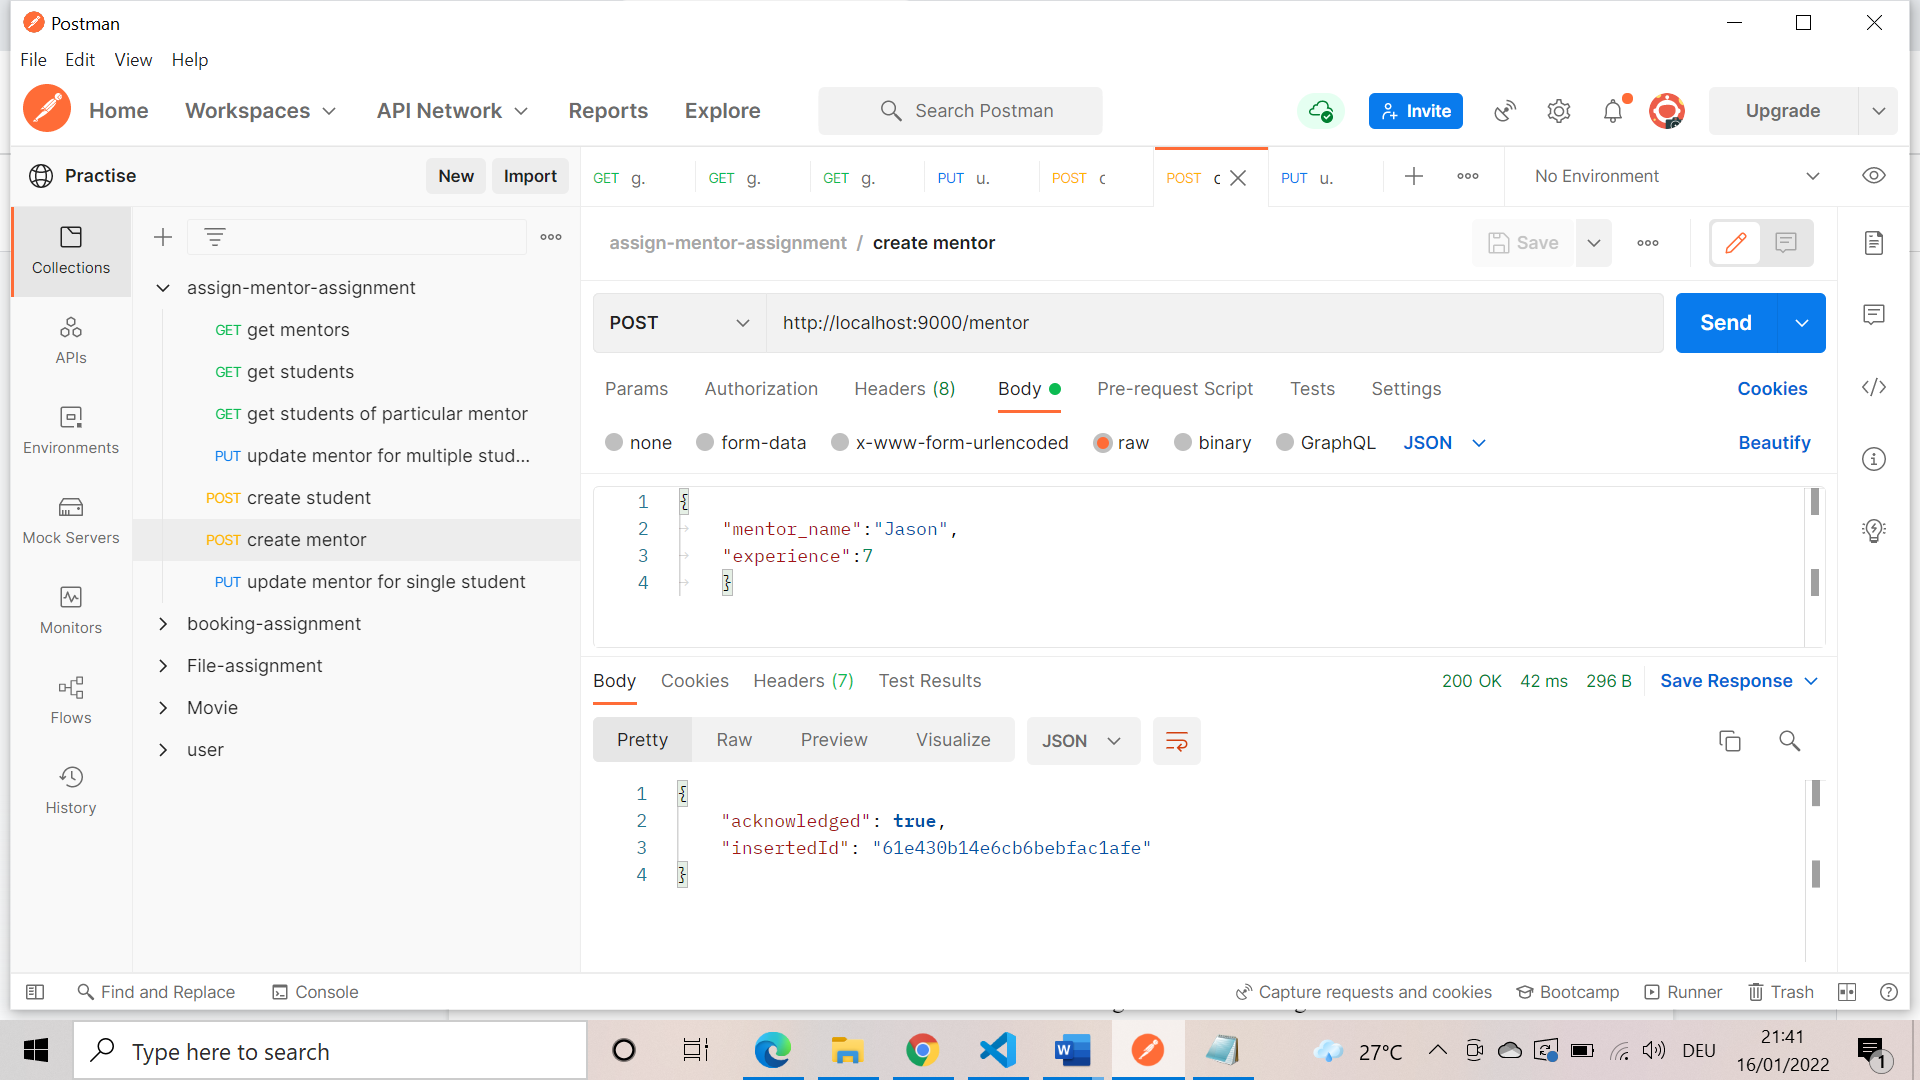 Postman
File Edit View Help
Home Workspaces API Network Reports Explore Search Postman Invite Upgrade
Practise New Import GET g. GET g. GET g. PUT u. POST c POST c PUT u. No Environment
Collections
APIs
Environments
Mock Servers
Monitors
Flows
History
assign-mentor-assignment
GET get mentors
GET get students
GET get students of particular mentor
PUT update mentor for multiple stud...
POST create student
POST create mentor
PUT update mentor for single student
booking-assignment
File-assignment
Movie
user
assign-mentor-assignment / create mentor Save
POST http://localhost:9000/mentor Send
Params Authorization Headers (8) Body Pre-request Script Tests Settings Cookies
none form-data x-www-form-urlencoded raw binary GraphQL JSON Beautify
1 {
2 "mentor_name":"Jason",
3 "experience":7
4 }
Body Cookies Headers (7) Test Results 200 OK 42 ms 296 B Save Response
Pretty Raw Preview Visualize JSON
1 {
2 "acknowledged": true,
3 "insertedId": "61e430b14e6cb6bebfac1afe"
4 }
Find and Replace Console Capture requests and cookies Bootcamp Runner Trash
Type here to search 27°C DEU 21:41
16/01/2022 1